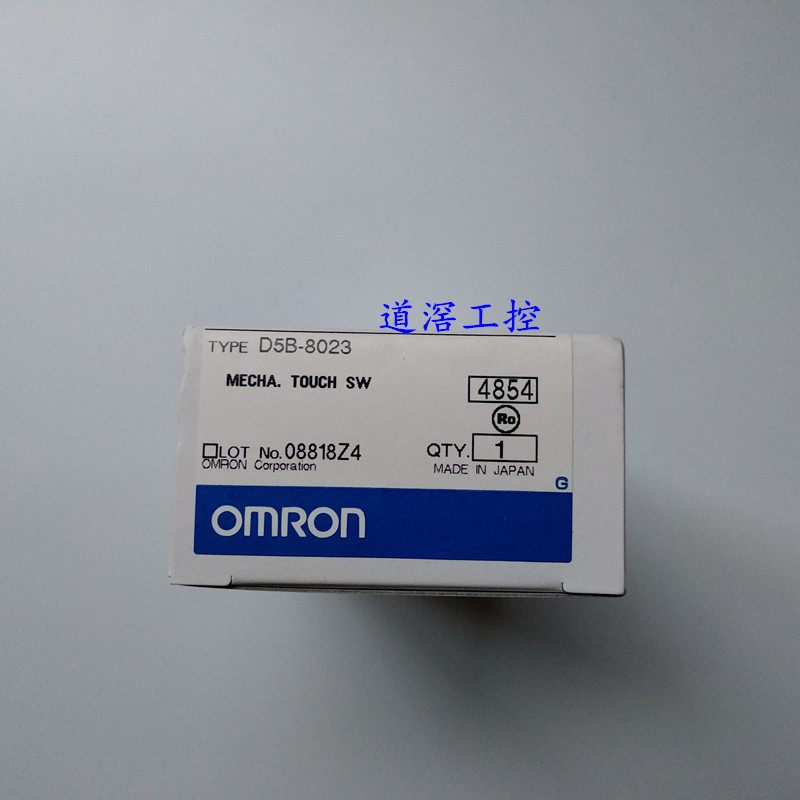 道滘工控
TYPE D5B-8023
MECHA. TOUCH SW
4854
Ro
□LOT No.08818Z4
QTY. 1
OMRON Corporation
MADE IN JAPAN
G
OMRON